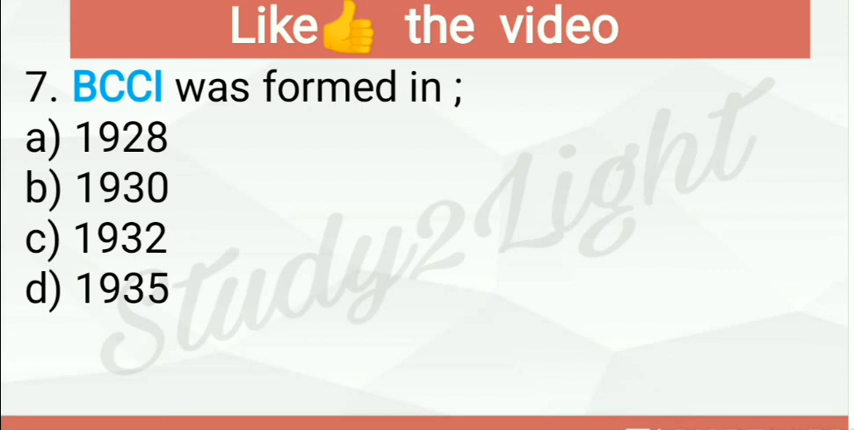 Like👍 the video
7. BCCI was formed in ;
a) 1928
b) 1930
c) 1932
d) 1935
Study2Light